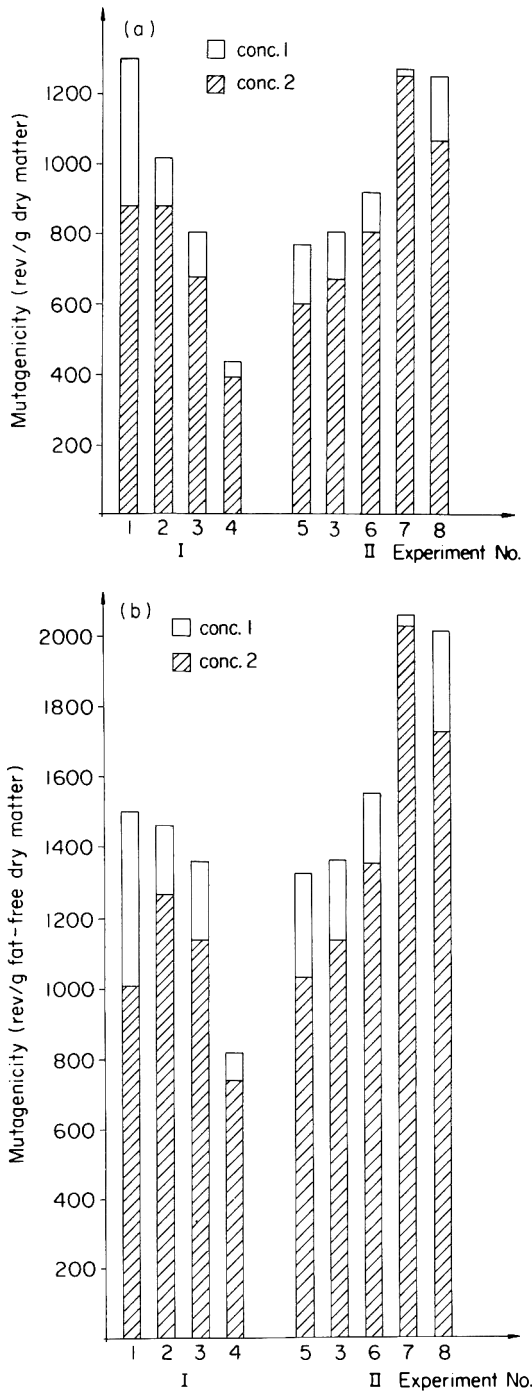 (a)
conc. 1
conc. 2
Mutagenicity (rev/g dry matter)
1200
1000
800
600
400
200
1 2 3 4 5 3 6 7 8
I II Experiment No.
(b)
conc. 1
conc. 2
Mutagenicity (rev/g fat-free dry matter)
2000
1800
1600
1400
1200
1000
800
600
400
200
1 2 3 4 5 3 6 7 8
I II Experiment No.